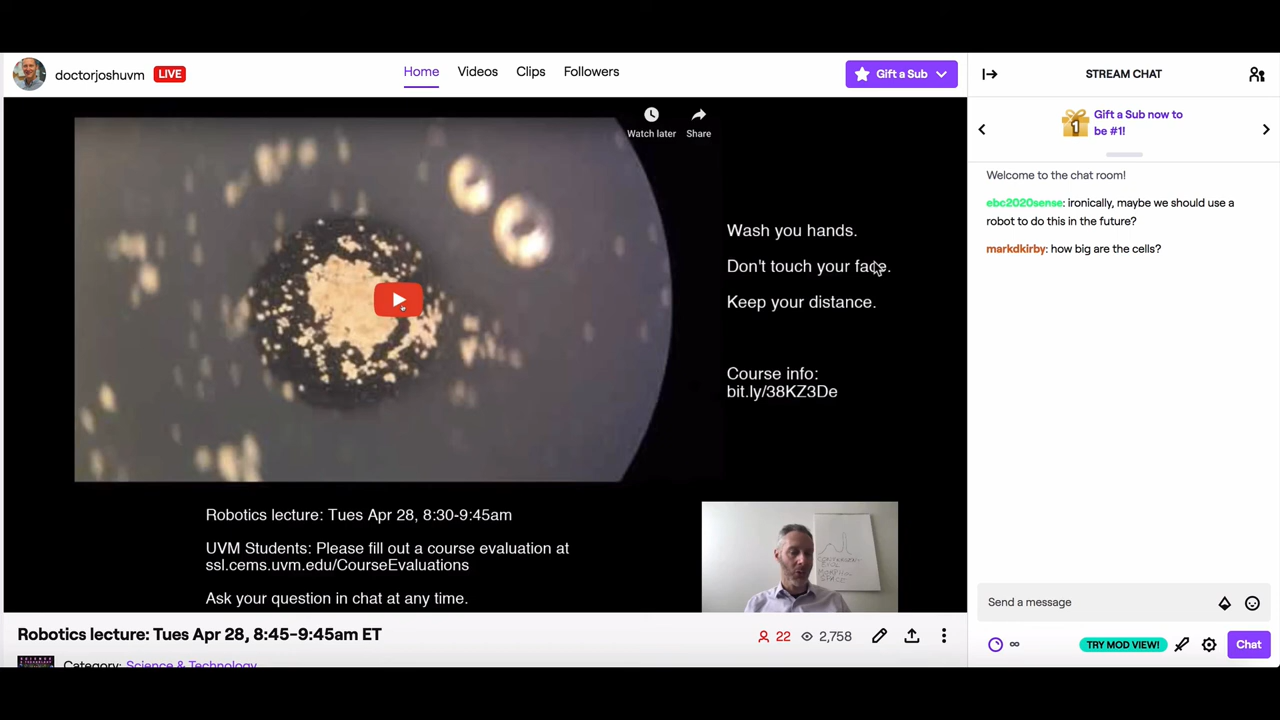 doctorjoshuvm LIVE
Home Videos Clips Followers
Gift a Sub
Watch later Share
Wash you hands.
Don't touch your face.
Keep your distance.
Course info:
bit.ly/38KZ3De
Robotics lecture: Tues Apr 28, 8:30-9:45am
UVM Students: Please fill out a course evaluation at
ssl.cems.uvm.edu/CourseEvaluations
Ask your question in chat at any time.
Robotics lecture: Tues Apr 28, 8:45-9:45am ET
22 2,758
Category: Science & Technology
STREAM CHAT
1
Gift a Sub now to
be #1!
Welcome to the chat room!
ebc2020sense: ironically, maybe we should use a
robot to do this in the future?
markdkirby: how big are the cells?
Send a message
∞
TRY MOD VIEW!
Chat